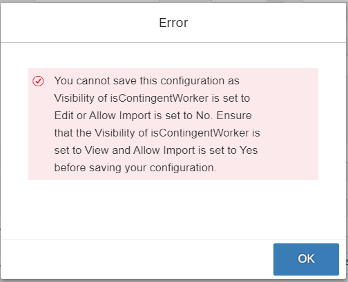 Error
You cannot save this configuration as
Visibility of isContingentWorker is set to
Edit or Allow Import is set to No. Ensure
that the Visibility of isContingentWorker is
set to View and Allow Import is set to Yes
before saving your configuration.
OK